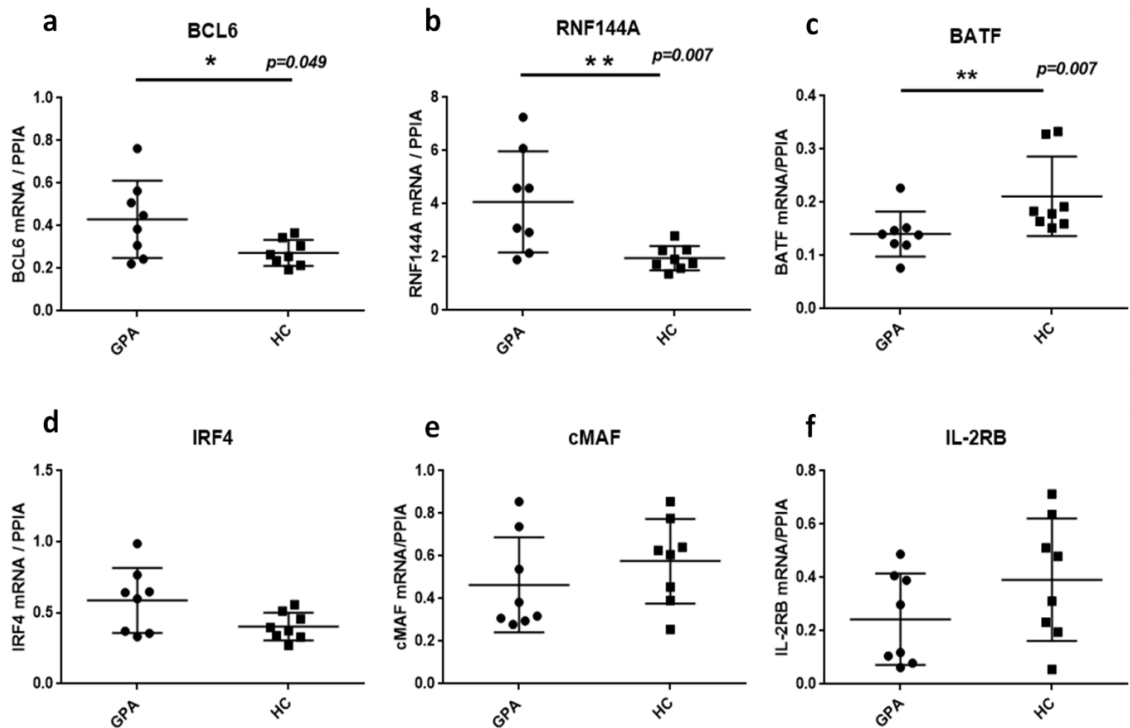 a
BCL6
* p=0.049
BCL6 mRNA / PPIA
1.0
0.8
0.6
0.4
0.2
0.0
GPA
HC
b
RNF144A
** p=0.007
RNF144A mRNA / PPIA
8
6
4
2
0
GPA
HC
c
BATF
** p=0.007
BATF mRNA/PPIA
0.4
0.3
0.2
0.1
0.0
GPA
HC
d
IRF4
IRF4 mRNA / PPIA
1.5
1.0
0.5
0.0
GPA
HC
e
cMAF
cMAF mRNA/PPIA
1.0
0.8
0.6
0.4
0.2
0.0
GPA
HC
f
IL-2RB
IL-2RB mRNA/PPIA
0.8
0.6
0.4
0.2
0.0
GPA
HC